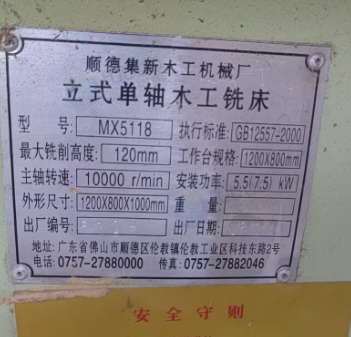 顺德集新木工机械厂
立式单轴木工铣床
型 号: MX5118 执行标准: GB12557-2000
最大铣削高度: 120mm 工作台规格: 1200X800mm
主轴转速: 10000 r/min 安装功率: 5.5(7.5) kW
外形尺寸: 1200X800X1000mm 重 量:
出厂编号: 出厂日期:
地址: 广东省佛山市顺德区伦教镇伦教工业区科技东路2号
电话: 0757-27880000 传真: 0757-27882046
安全守则